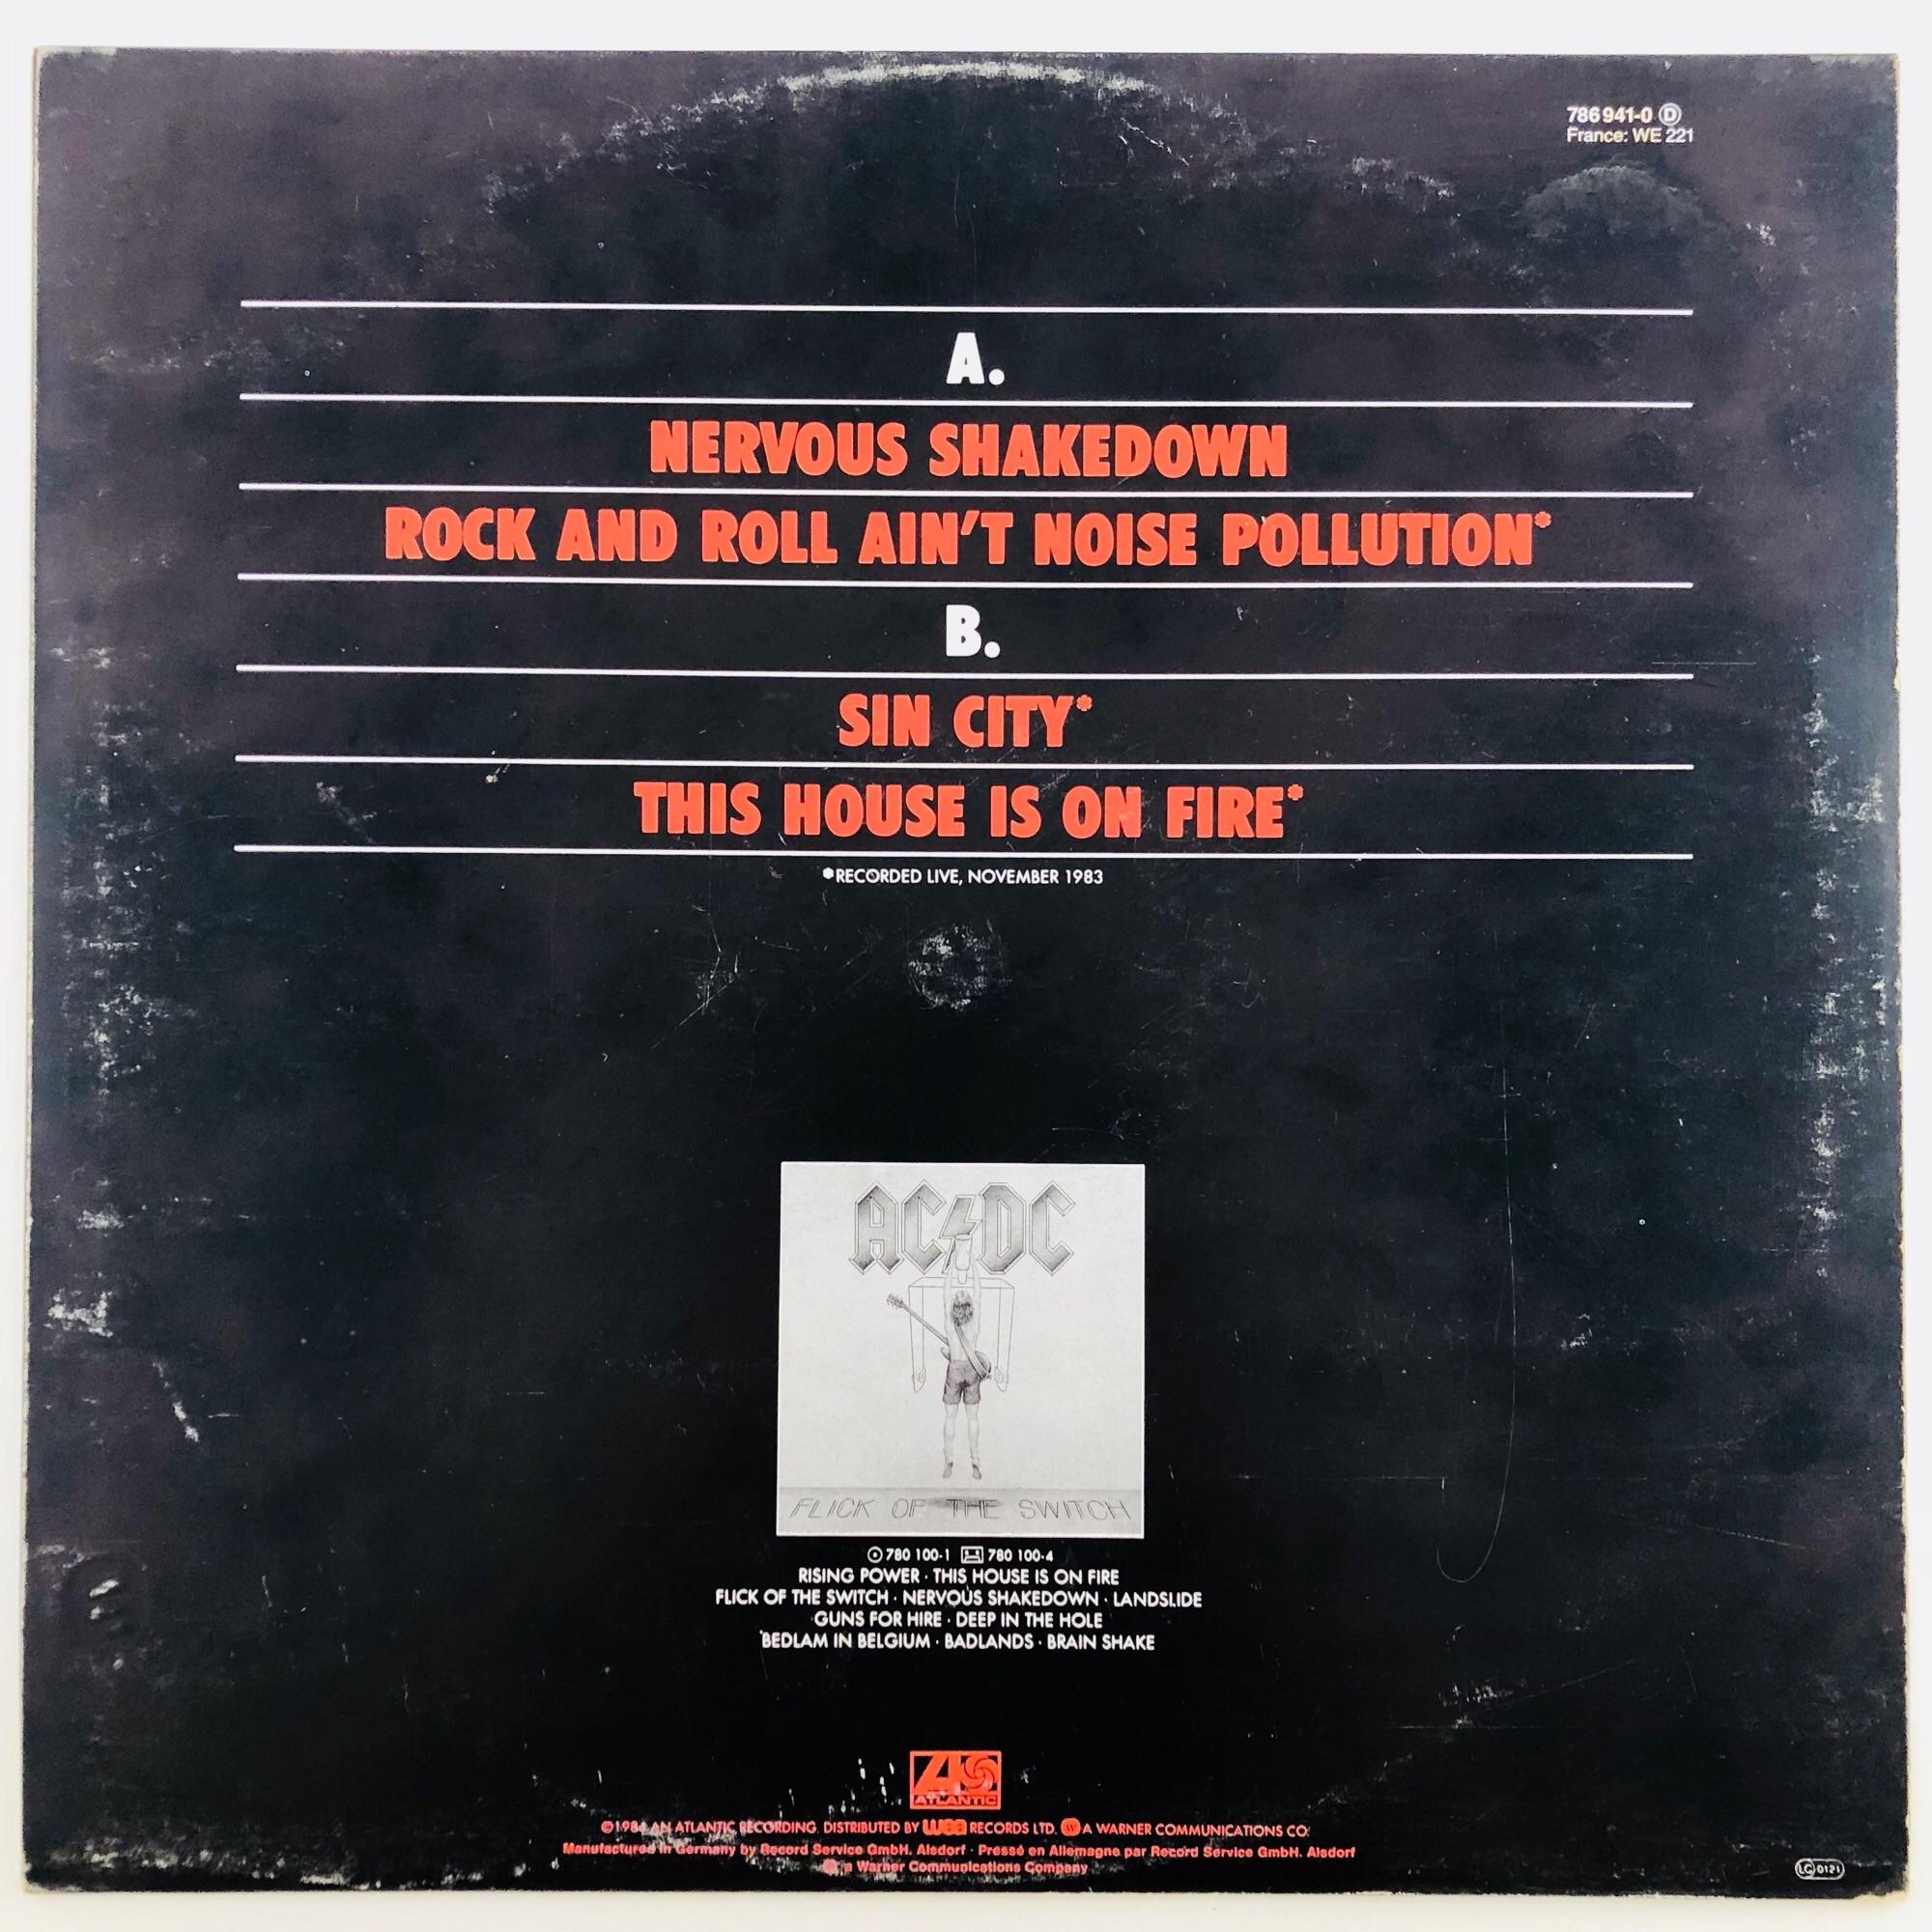 786 941-0 Ⓓ
France: WE 221
A.
NERVOUS SHAKEDOWN
ROCK AND ROLL AIN'T NOISE POLLUTION*
B.
SIN CITY*
THIS HOUSE IS ON FIRE*
*RECORDED LIVE, NOVEMBER 1983
AC DC
FLICK OF THE SWITCH
780 100-1 780 100-4
RISING POWER · THIS HOUSE IS ON FIRE
FLICK OF THE SWITCH · NERVOUS SHAKEDOWN · LANDSLIDE
GUNS FOR HIRE · DEEP IN THE HOLE
BEDLAM IN BELGIUM · BADLANDS · BRAIN SHAKE
ATLANTIC
©1984 AN ATLANTIC RECORDING. DISTRIBUTED BY wea RECORDS LTD. A WARNER COMMUNICATIONS CO.
Manufactured in Germany by Record Service GmbH. Alsdorf · Pressé en Allemagne par Record Service GmbH. Alsdorf
a Warner Communications Company
LC 0121